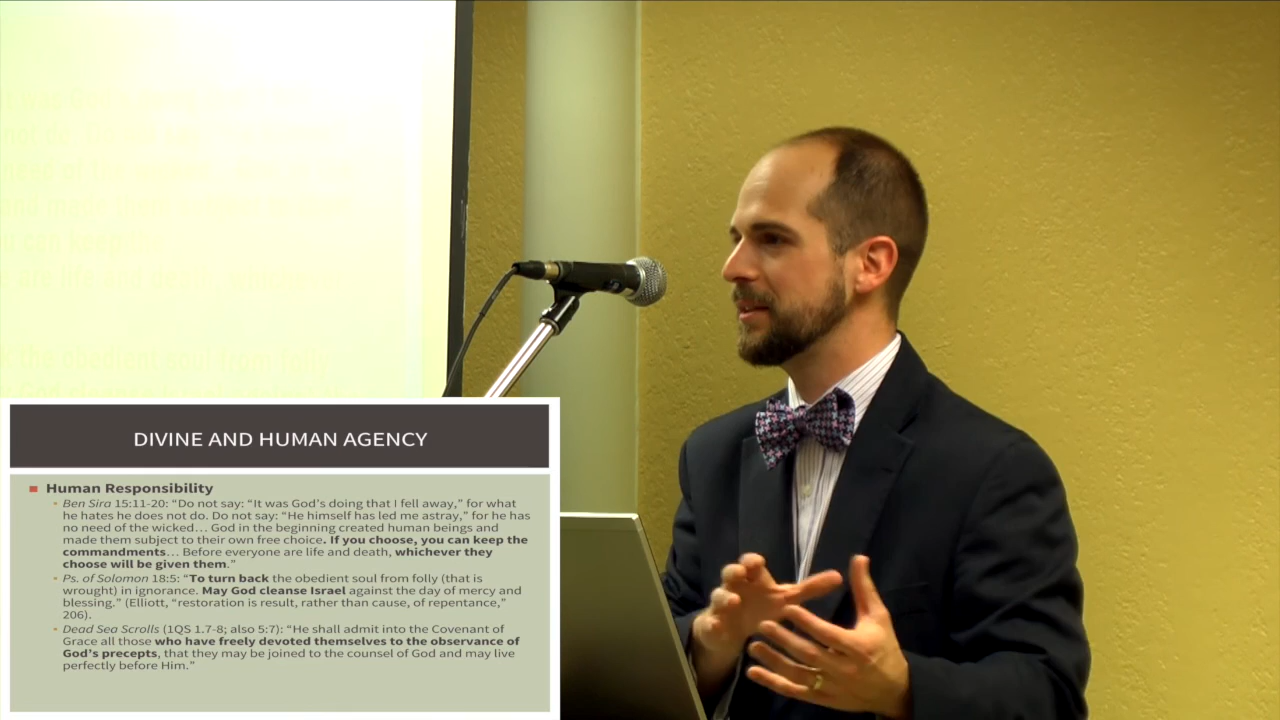 DIVINE AND HUMAN AGENCY
Human Responsibility
Ben Sira 15:11-20: “Do not say: “It was God’s doing that I fell away,” for what
he hates he does not do. Do not say: “He himself has led me astray,” for he has
no need of the wicked… God in the beginning created human beings and
made them subject to their own free choice. If you choose, you can keep the
commandments… Before everyone are life and death, whichever they
choose will be given them.”
Ps. of Solomon 18:5: “To turn back the obedient soul from folly (that is
wrought) in ignorance. May God cleanse Israel against the day of mercy and
blessing.” (Elliott, “restoration is result, rather than cause, of repentance,”
206).
Dead Sea Scrolls (1QS 1.7-8; also 5:7): “He shall admit into the Covenant of
Grace all those who have freely devoted themselves to the observance of
God’s precepts, that they may be joined to the counsel of God and may live
perfectly before Him.”